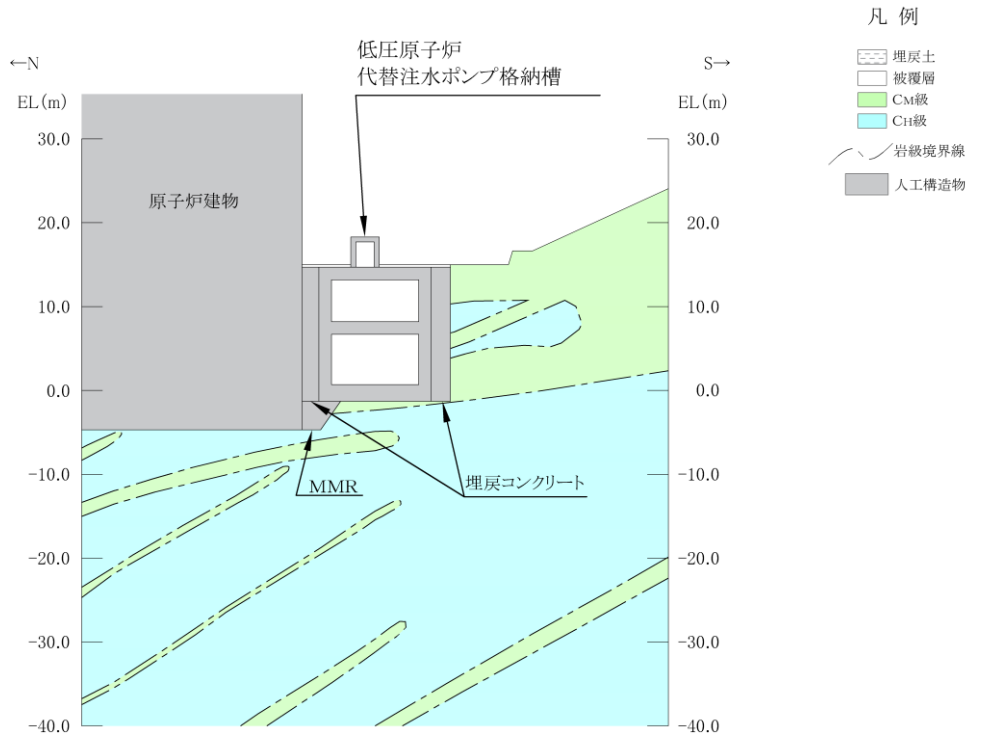 凡 例
埋戻土
被覆層
CM級
CH級
岩級境界線
人工構造物
←N
S→
低圧原子炉
代替注水ポンプ格納槽
EL(m)
EL(m)
30.0
30.0
原子炉建物
20.0
20.0
10.0
10.0
0.0
0.0
-10.0
-10.0
MMR
埋戻コンクリート
-20.0
-20.0
-30.0
-30.0
-40.0
-40.0